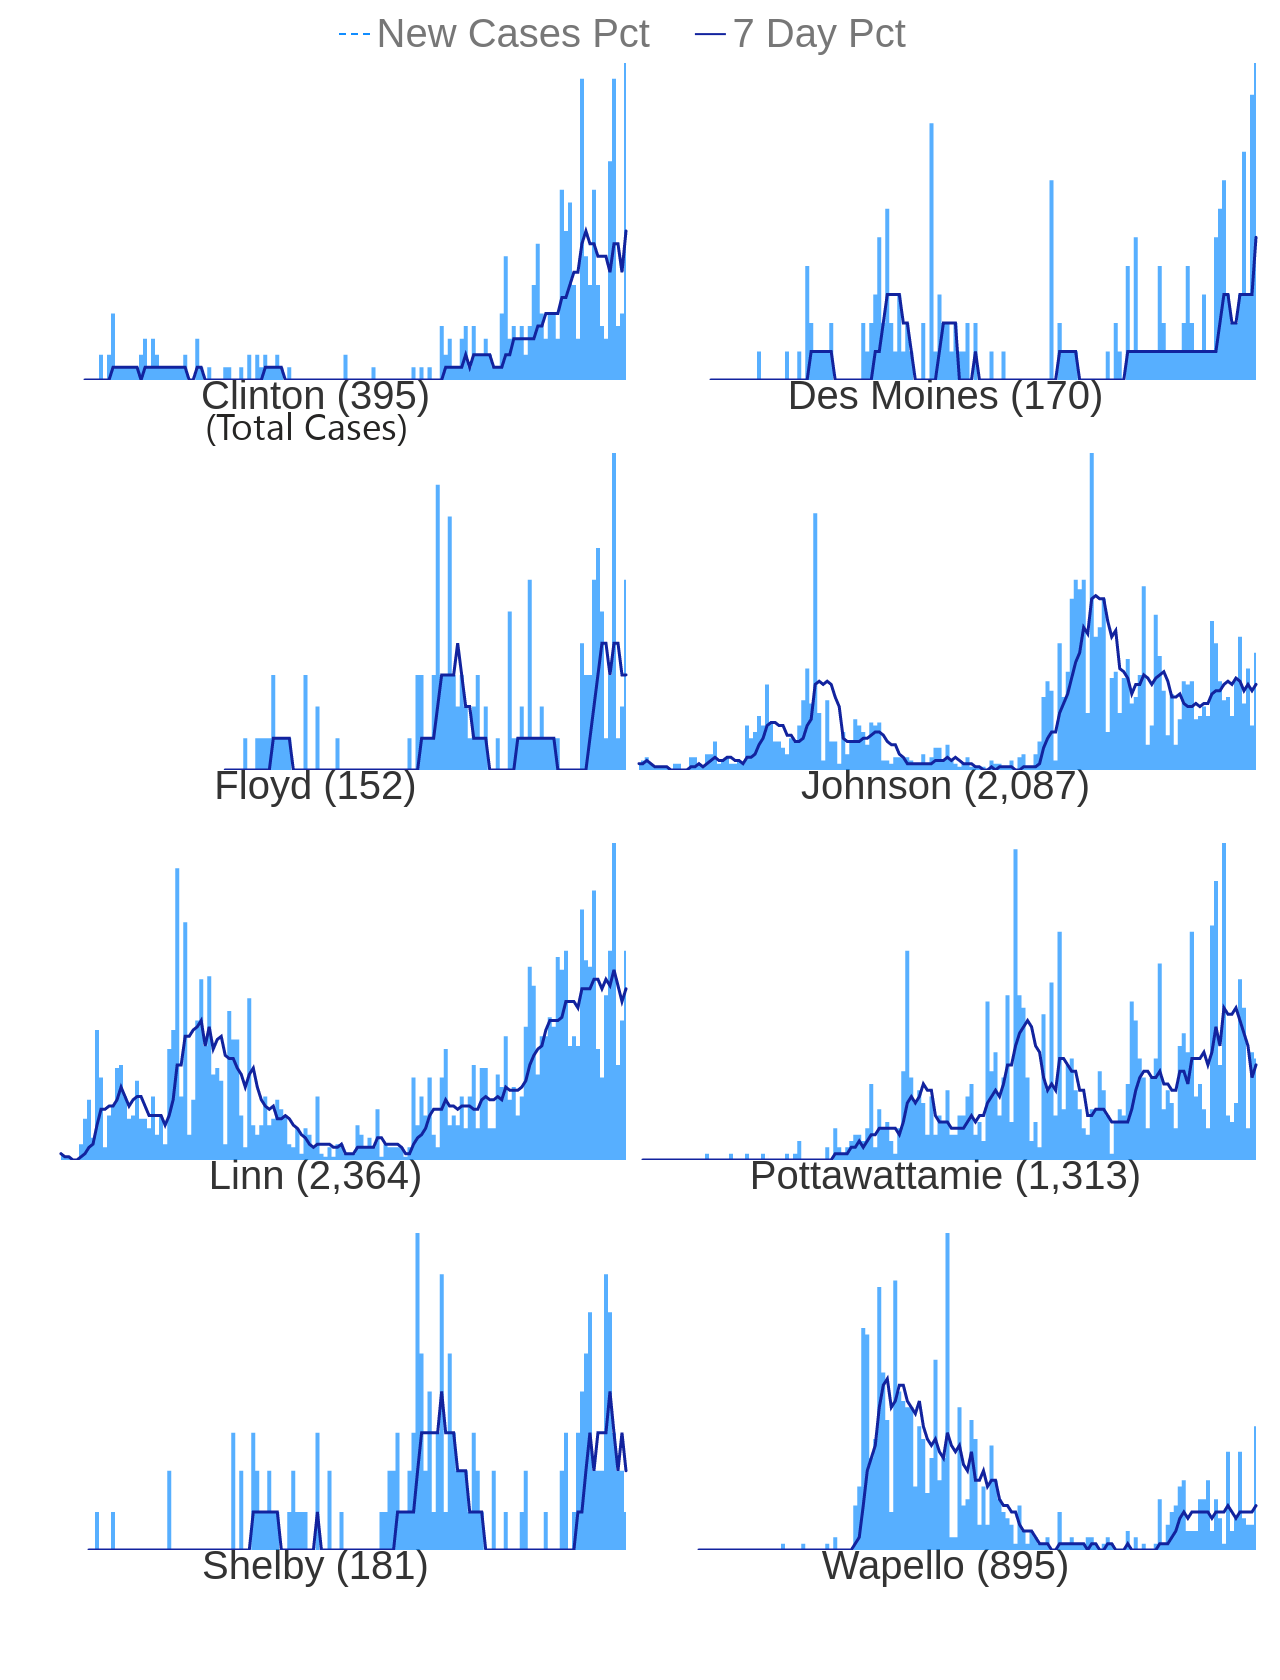 New Cases Pct 7 Day Pct
Clinton (395) Des Moines (170)
(Total Cases)
Floyd (152) Johnson (2,087)
Linn (2,364) Pottawattamie (1,313)
Shelby (181) Wapello (895)